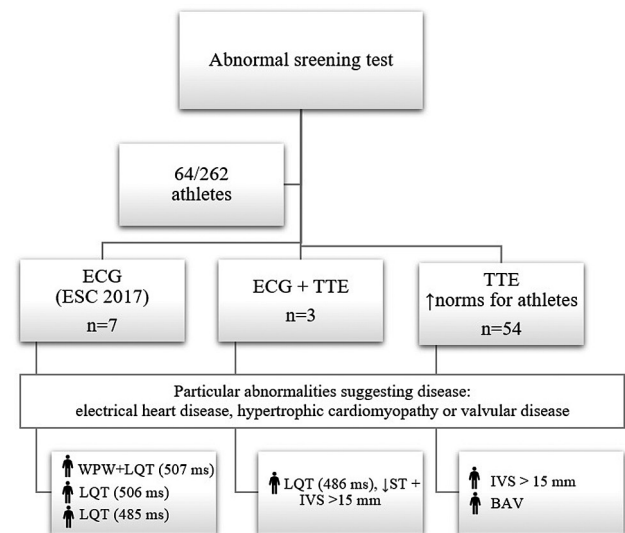 Abnormal sreening test
64/262
athletes
ECG
(ESC 2017)
n=7
ECG + TTE
n=3
TTE
↑norms for athletes
n=54
Particular abnormalities suggesting disease:
electrical heart disease, hypertrophic cardiomyopathy or valvular disease
WPW+LQT (507 ms)
LQT (506 ms)
LQT (485 ms)
LQT (486 ms), ↓ST +
IVS >15 mm
IVS > 15 mm
BAV